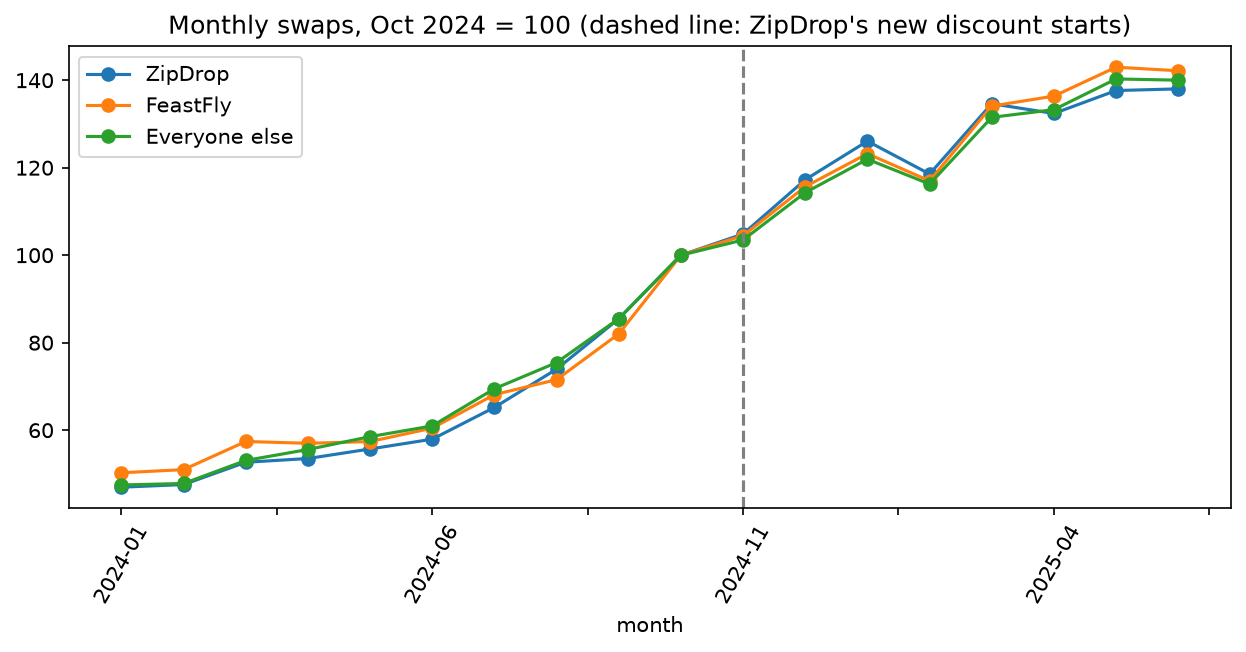 Monthly swaps, Oct 2024 = 100 (dashed line: ZipDrop's new discount starts)
ZipDrop
FeastFly
Everyone else
140
120
100
80
60
2024-01
2024-06
2024-11
2025-04
month